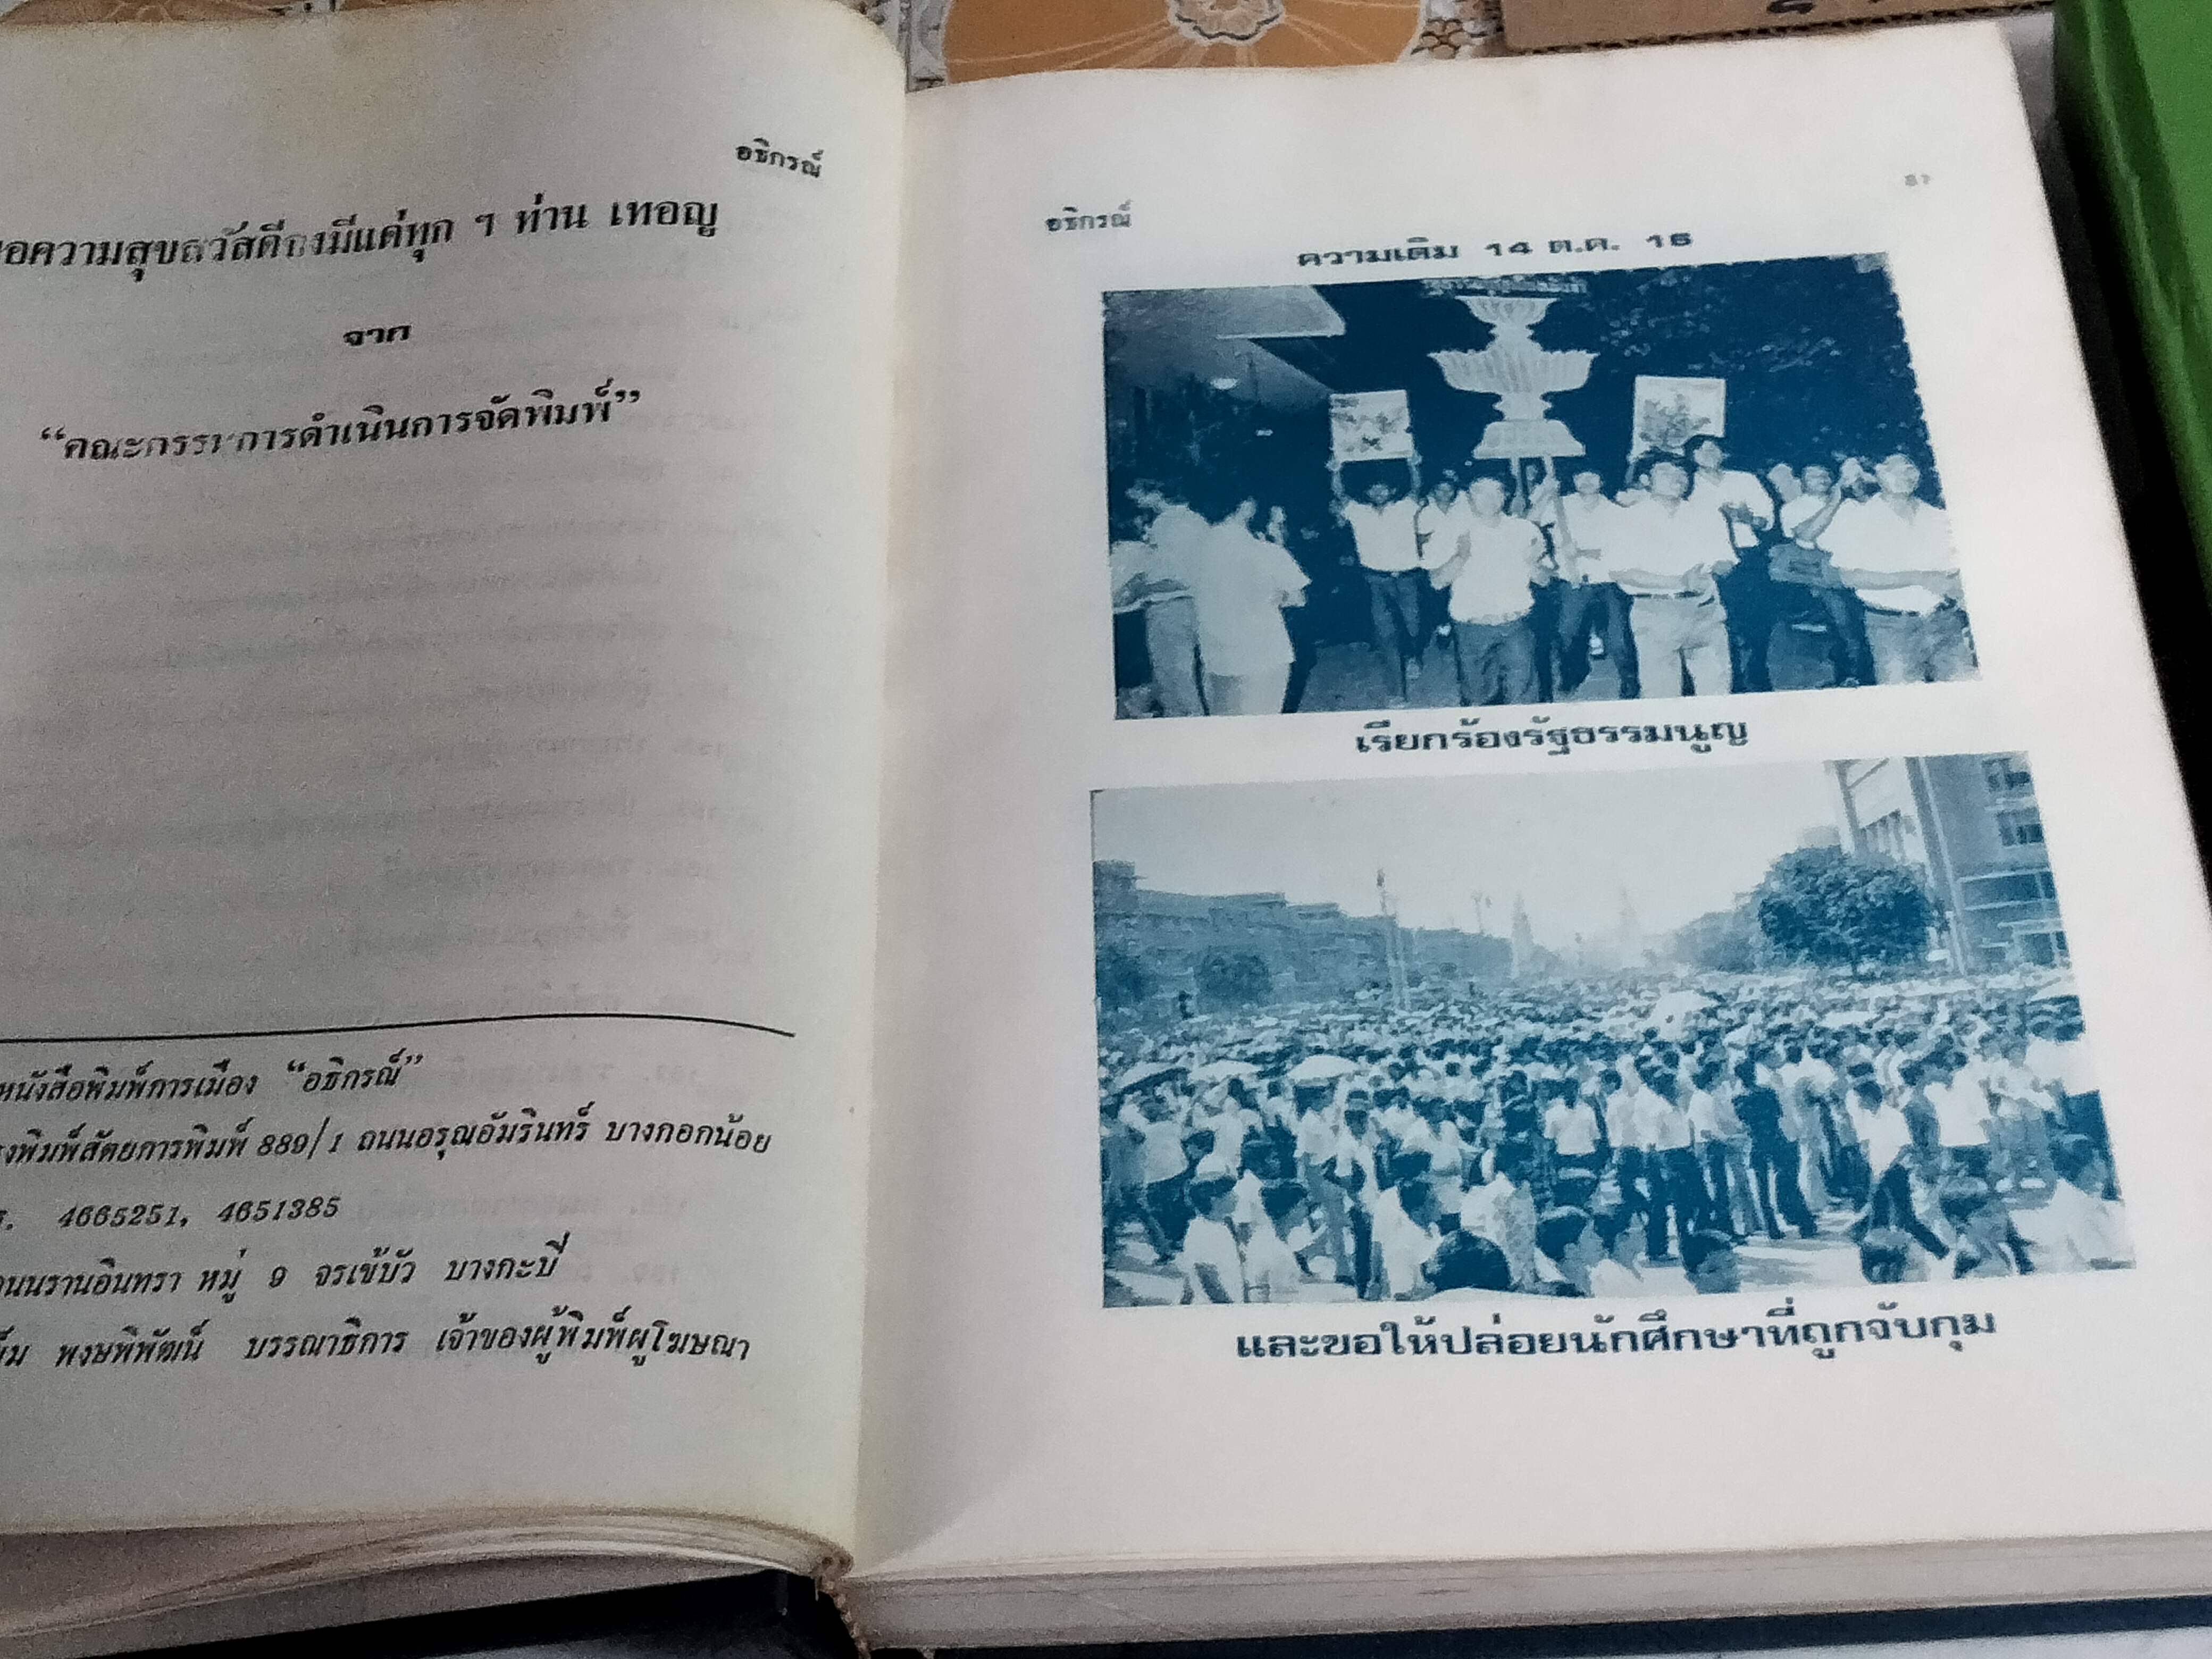 อธิกรณ์
อความสุขสวัสดีจงมีแด่ทุก ๆ ท่าน เทอญ
จาก
“คณะกรรมการดำเนินการจัดพิมพ์”
หนังสือพิมพ์การเมือง “อธิกรณ์”
งพิมพ์สัตยการพิมพ์ 889/1 ถนนอรุณอัมรินทร์ บางกอกน้อย
ร. 4665251, 4651385
ถนนรามอินทรา หมู่ 9 จรเข้บัว บางกะปี
พงษพิพัฒน์ บรรณาธิการ เจ้าของผู้พิมพ์ผูโฆษณา
อธิกรณ์
ความเดิม 14 ต.ค. 16
เรียกร้องรัฐธรรมนูญ
และขอให้ปล่อยนักศึกษาที่ถูกจับกุม